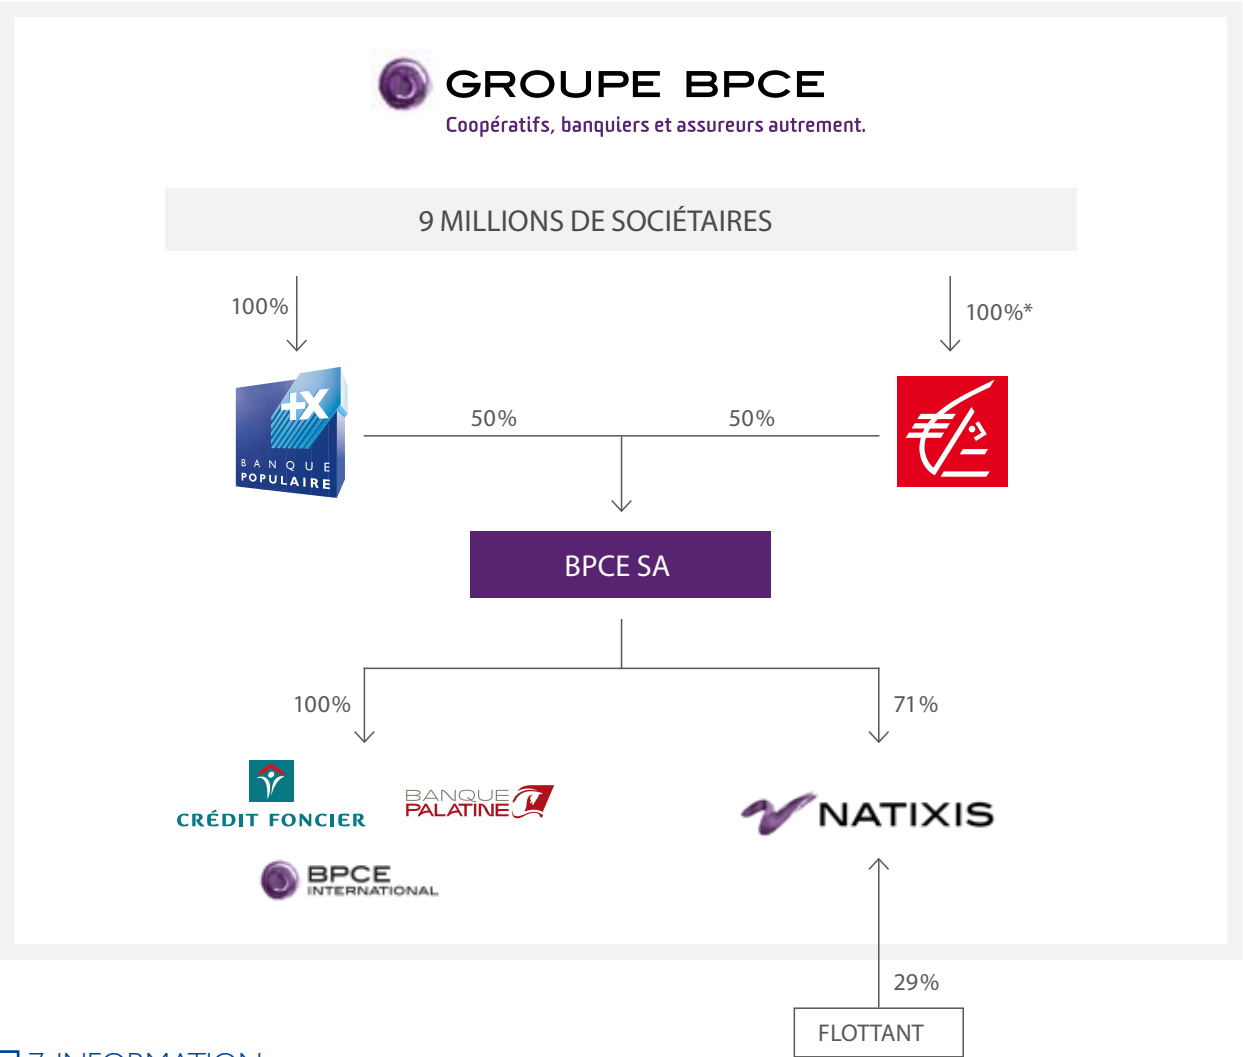 GROUPE BPCE
Coopératifs, banquiers et assureurs autrement.
9 MILLIONS DE SOCIÉTAIRES
100%
100%*
+X
BANQUE
POPULAIRE
50%
50%
BPCE SA
100%
71%
CRÉDIT FONCIER
BANQUE
PALATINE
NATIXIS
BPCE
INTERNATIONAL
29%
FLOTTANT